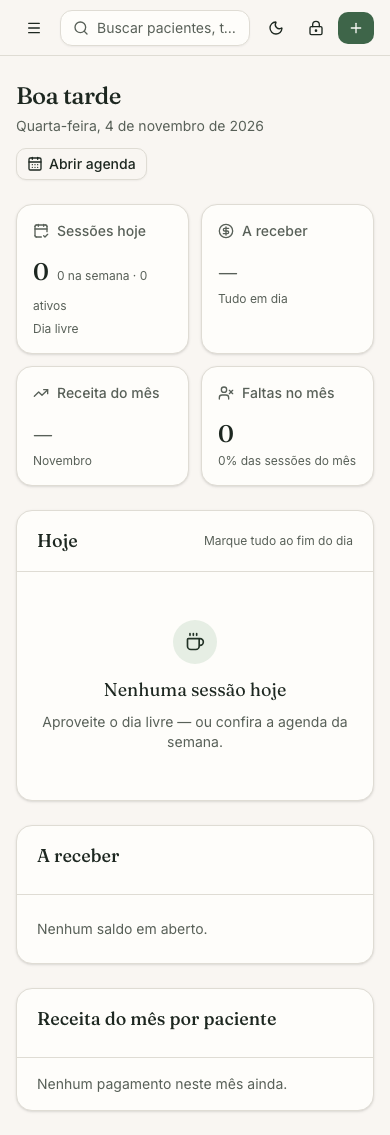 Buscar pacientes, t...
Boa tarde
Quarta-feira, 4 de novembro de 2026
Abrir agenda
Sessões hoje
0 0 na semana · 0
ativos
Dia livre
A receber
—
Tudo em dia
Receita do mês
—
Novembro
Faltas no mês
0
0% das sessões do mês
Hoje
Marque tudo ao fim do dia
Nenhuma sessão hoje
Aproveite o dia livre — ou confira a agenda da
semana.
A receber
Nenhum saldo em aberto.
Receita do mês por paciente
Nenhum pagamento neste mês ainda.